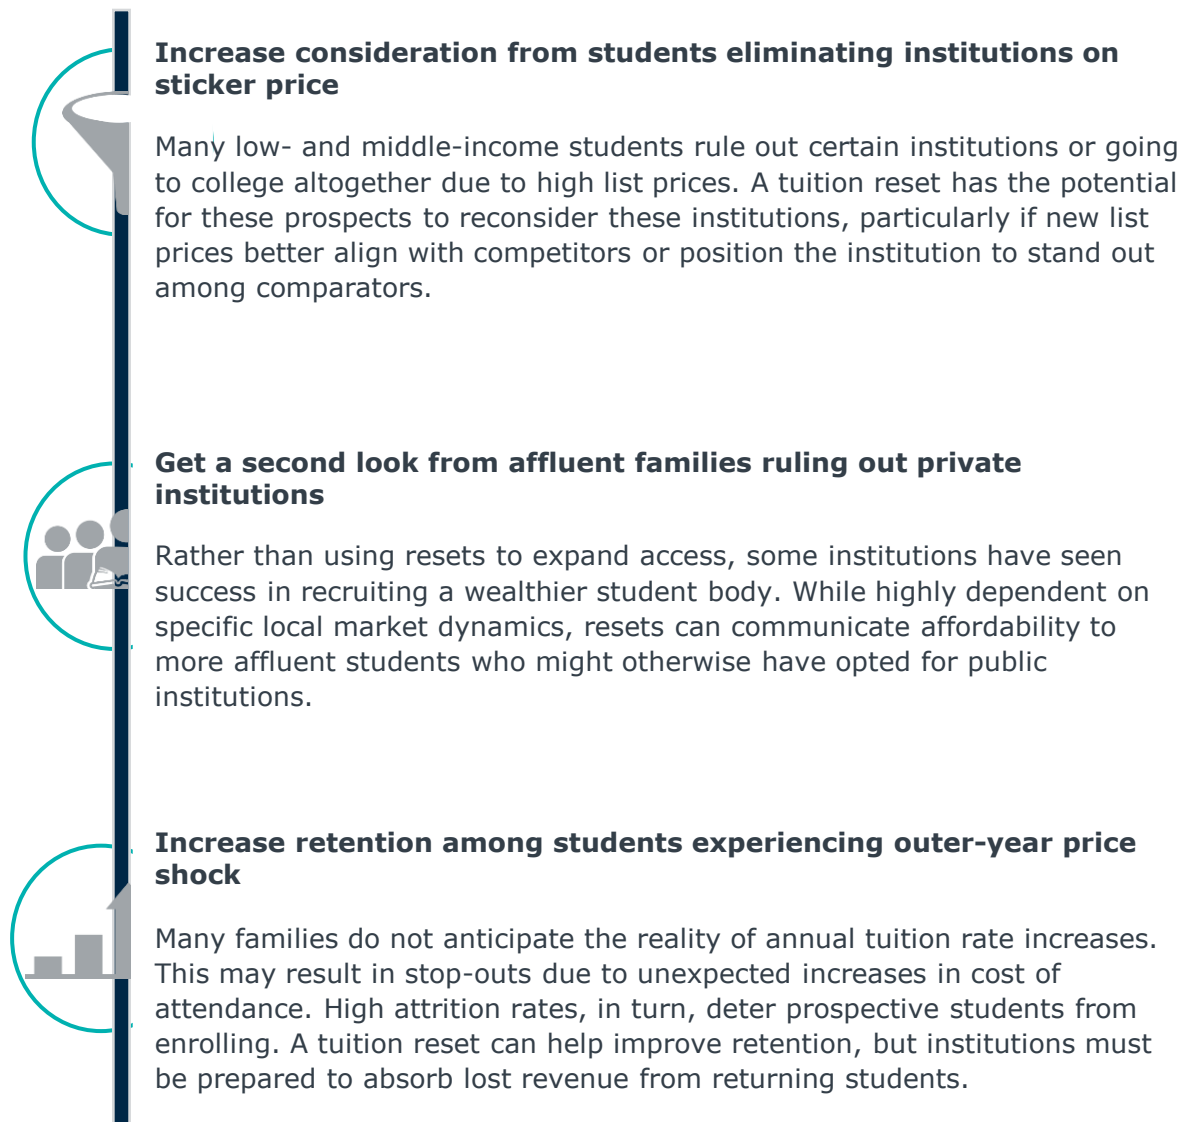 Increase consideration from students eliminating institutions on
sticker price
Many low- and middle-income students rule out certain institutions or going
to college altogether due to high list prices. A tuition reset has the potential
for these prospects to reconsider these institutions, particularly if new list
prices better align with competitors or position the institution to stand out
among comparators.
Get a second look from affluent families ruling out private
institutions
Rather than using resets to expand access, some institutions have seen
success in recruiting a wealthier student body. While highly dependent on
specific local market dynamics, resets can communicate affordability to
more affluent students who might otherwise have opted for public
institutions.
Increase retention among students experiencing outer-year price
shock
Many families do not anticipate the reality of annual tuition rate increases.
This may result in stop-outs due to unexpected increases in cost of
attendance. High attrition rates, in turn, deter prospective students from
enrolling. A tuition reset can help improve retention, but institutions must
be prepared to absorb lost revenue from returning students.